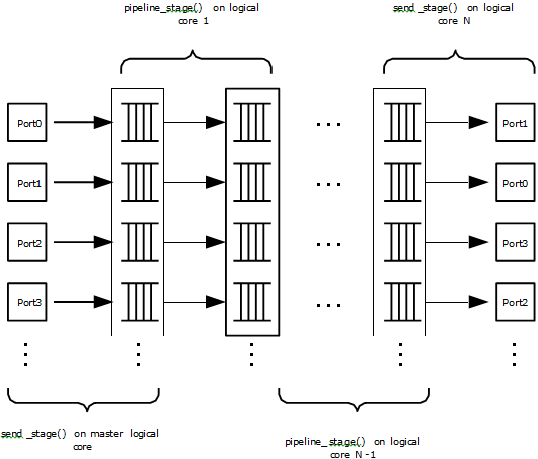 pipeline_stage() on logical
core 1
send _stage() on logical
core N
Port0
Port1
Port1
Port0
Port2
Port3
Port3
Port2
send _stage() on master logical
core
pipeline_stage() on logical
core N -1